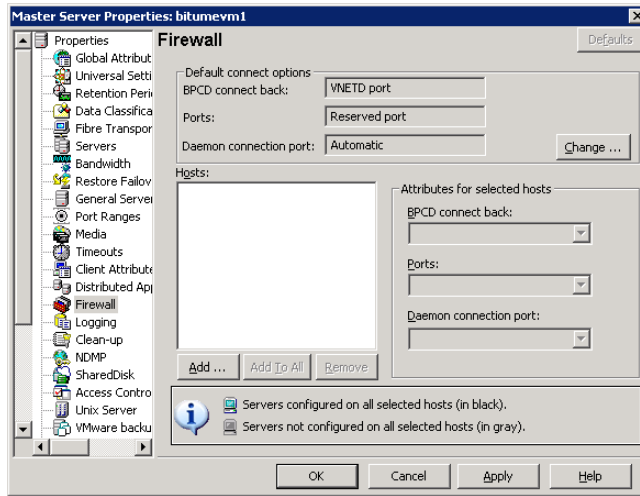 Master Server Properties: bitumevm1
Properties
Global Attribut
Universal Setti
Retention Peri
Data Classifica
Fibre Transpor
Servers
Bandwidth
Restore Failov
General Server
Port Ranges
Media
Timeouts
Client Attribute
Distributed App
Firewall
Logging
Clean-up
NDMP
SharedDisk
Access Contro
Unix Server
VMware backu
Firewall
Defaults
Default connect options
BPCD connect back: VNETD port
Ports: Reserved port
Daemon connection port: Automatic
Change ...
Hosts:
Attributes for selected hosts
BPCD connect back:
Ports:
Daemon connection port:
Add ... Add To All Remove
Servers configured on all selected hosts (in black).
Servers not configured on all selected hosts (in gray).
OK Cancel Apply Help